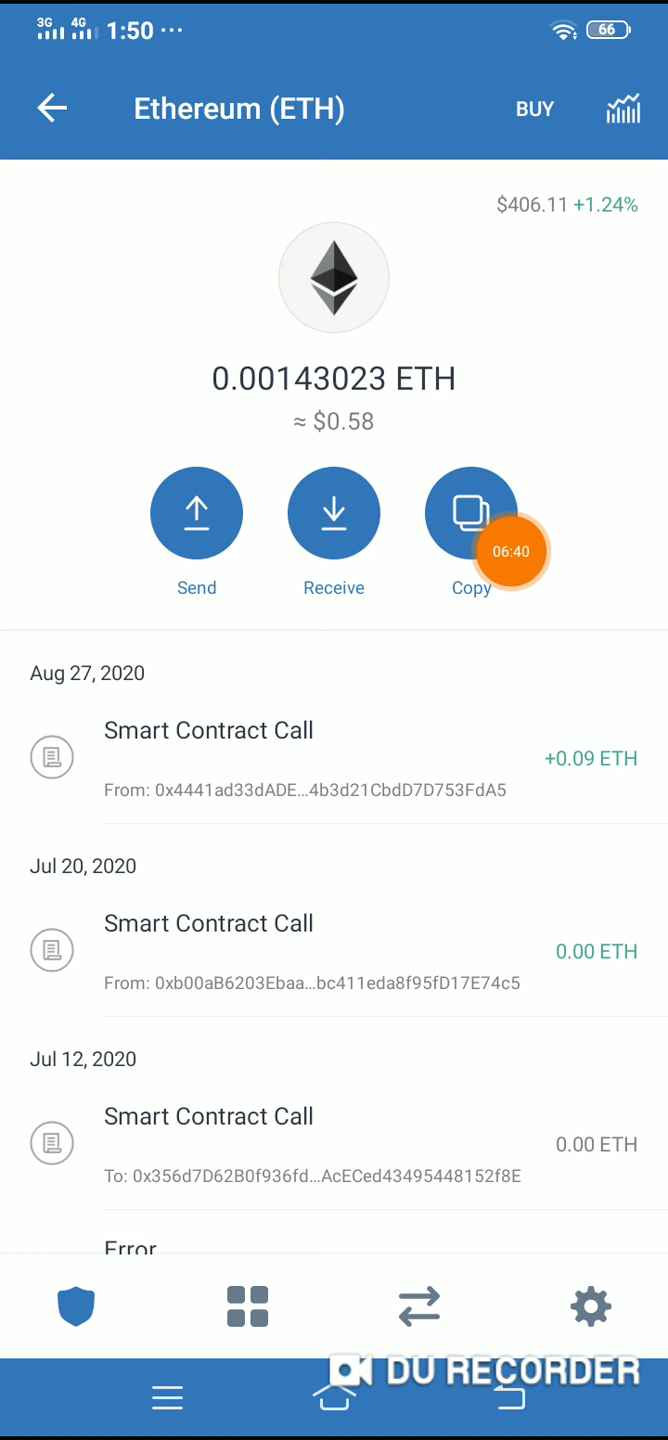 3G 4G 1:50 ... 66
Ethereum (ETH) BUY
$406.11 +1.24%
0.00143023 ETH
≈ $0.58
06:40
Send Receive Copy
Aug 27, 2020
Smart Contract Call
+0.09 ETH
From: 0x4441ad33dADE...4b3d21CbdD7D753FdA5
Jul 20, 2020
Smart Contract Call
0.00 ETH
From: 0xb00aB6203Ebaa...bc411eda8f95fD17E74c5
Jul 12, 2020
Smart Contract Call
0.00 ETH
To: 0x356d7D62B0f936fd...AcECed43495448152f8E
Error
DU RECORDER